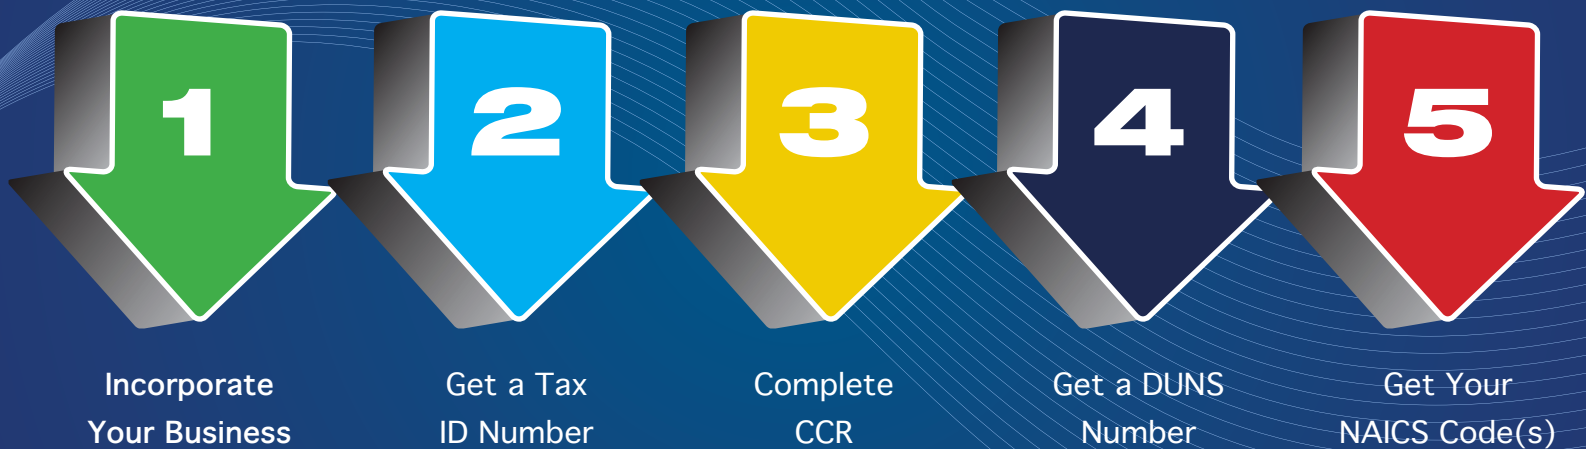 1
2
3
4
5
Incorporate
Your Business
Get a Tax
ID Number
Complete
CCR
Get a DUNS
Number
Get Your
NAICS Code(s)